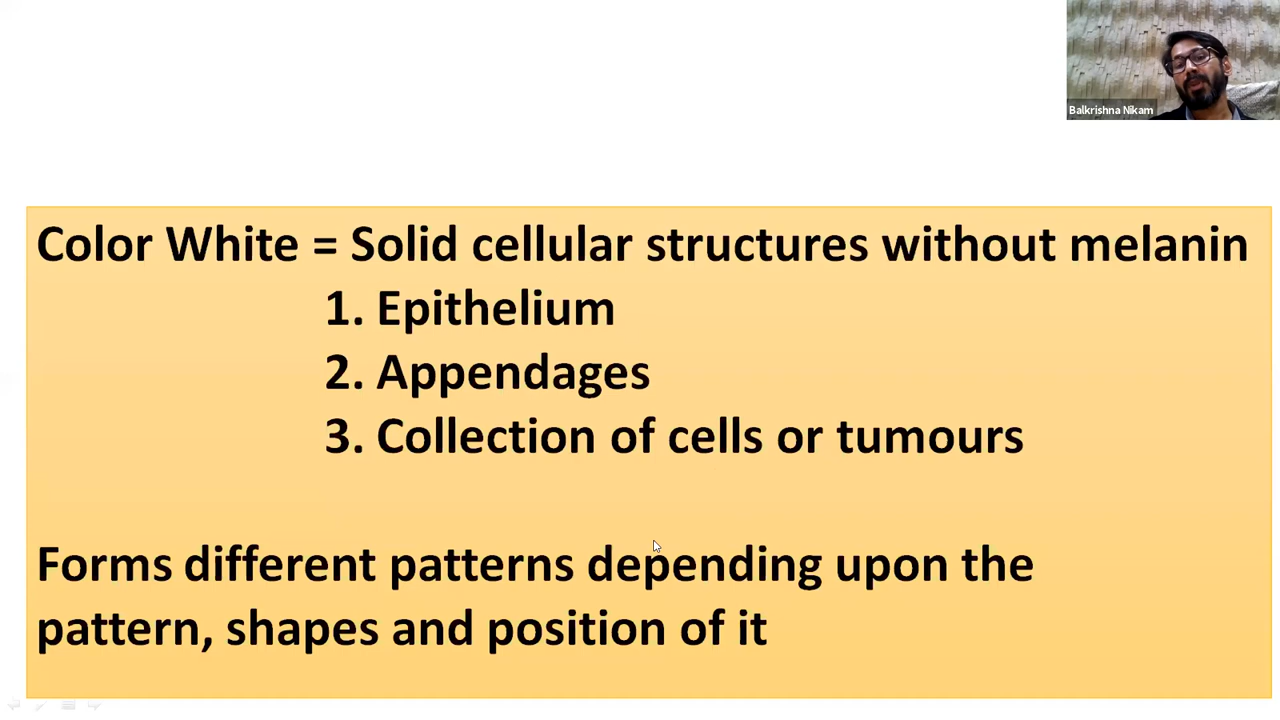 Balkrishna Nikam
Color White = Solid cellular structures without melanin
1. Epithelium
2. Appendages
3. Collection of cells or tumours
Forms different patterns depending upon the
pattern, shapes and position of it